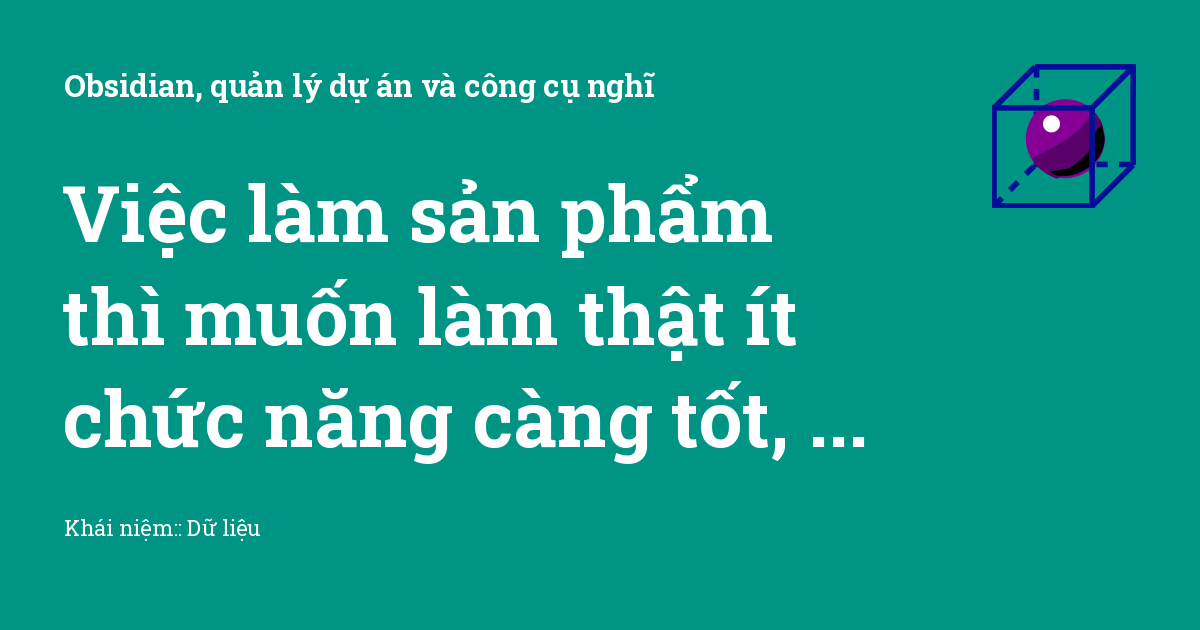 Obsidian, quản lý dự án và công cụ nghĩ
Việc làm sản phẩm
thì muốn làm thật ít
chức năng càng tốt, ...
Khái niệm:: Dữ liệu